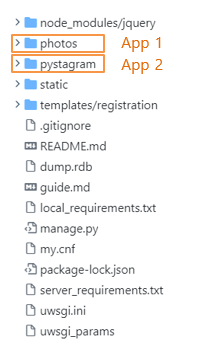 node_modules/jquery
photos App 1
pystagram App 2
static
templates/registration
.gitignore
README.md
dump.rdb
guide.md
local_requirements.txt
manage.py
my.cnf
package-lock.json
server_requirements.txt
uwsgi.ini
uwsgi_params